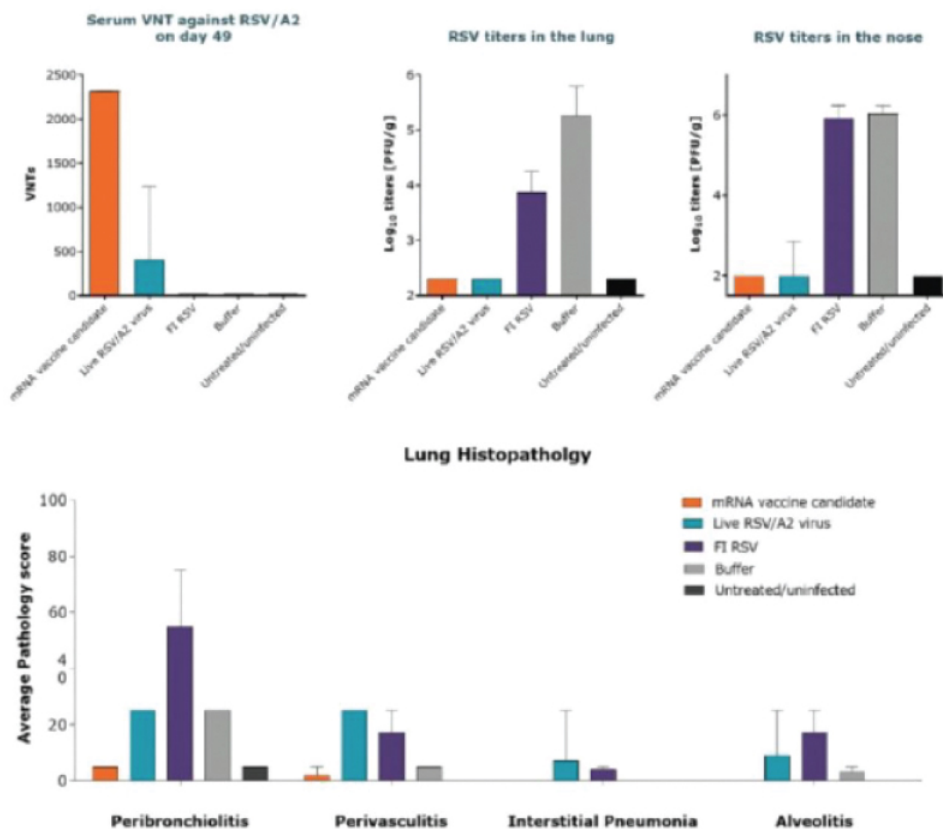 Serum VNT against RSV/A2
on day 49
2500
2000
1500
1000
500
0
VNTs
mRNA vaccine candidate
Live RSV/A2 virus
FI RSV
Buffer
Untreated/uninfected
RSV titers in the lung
6
5
4
3
2
Log10 titers [PFU/g]
mRNA vaccine candidate
Live RSV/A2 virus
FI RSV
Buffer
Untreated/uninfected
RSV titers in the nose
6
4
2
Log10 titers [PFU/g]
mRNA vaccine candidate
Live RSV/A2 virus
FI RSV
Buffer
Untreated/uninfected
Lung Histopatholgy
100
80
60
4
0
20
0
Average Pathology score
mRNA vaccine candidate
Live RSV/A2 virus
FI RSV
Buffer
Untreated/uninfected
Peribronchiolitis
Perivasculitis
Interstitial Pneumonia
Alveolitis